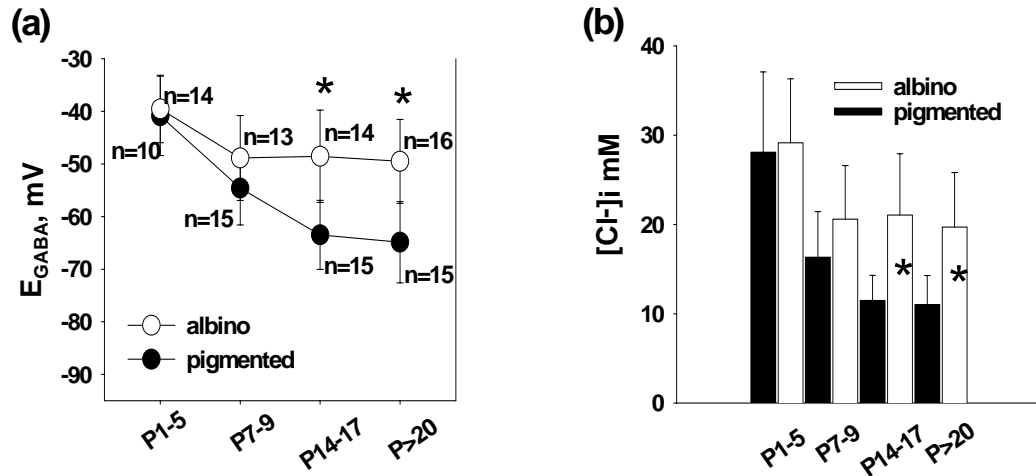 (a)
-30
-40
-50
-60
-70
-80
-90
E_GABA, mV
n=14
n=10
n=13
n=15
*
n=14
n=15
*
n=16
n=15
albino
pigmented
P1-5
P7-9
P14-17
P>20
(b)
40
30
20
10
0
[Cl-]i mM
albino
pigmented
*
*
P1-5
P7-9
P14-17
P>20